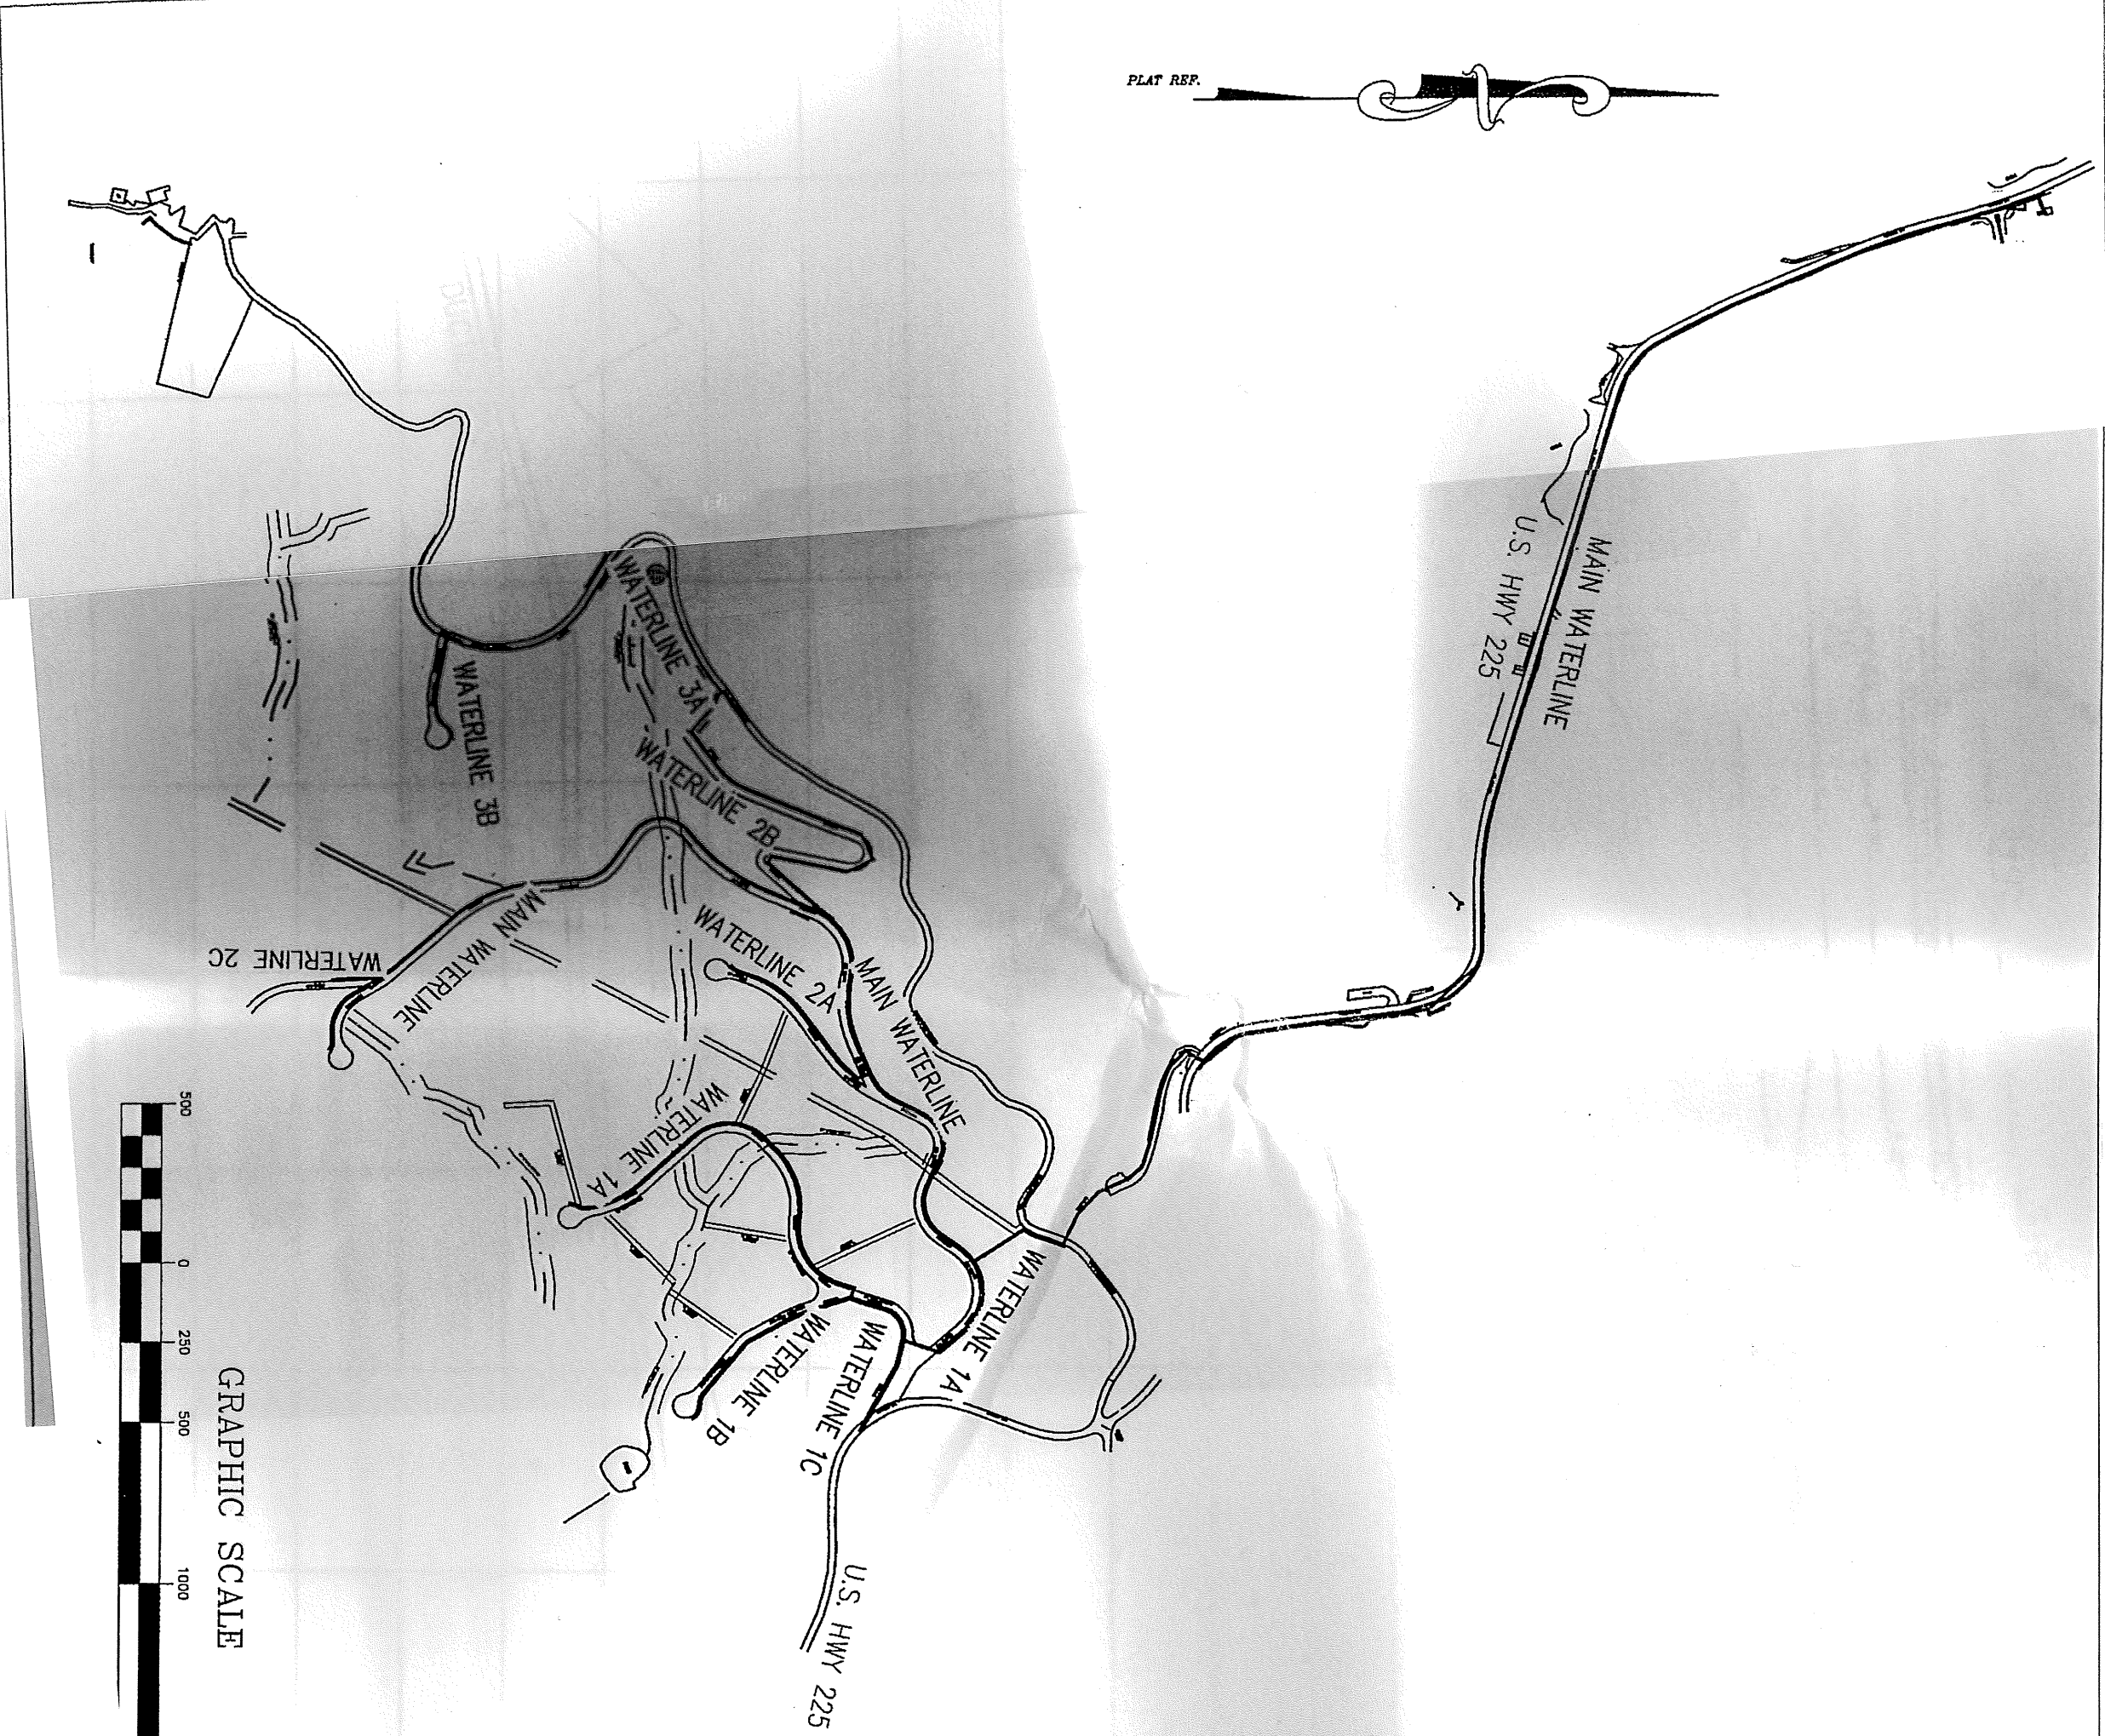 PLAT REF.
MAIN WATERLINE
U.S. HWY 225
WATERLINE 3A
WATERLINE 3B
WATERLINE 2B
WATERLINE 2A
MAIN WATERLINE
MAIN WATERLINE
WATERLINE 2C
WATERLINE 1A
WATERLINE 1A
WATERLINE 1B
WATERLINE 1C
U.S. HWY 225
500
0
250
500
1000
GRAPHIC SCALE